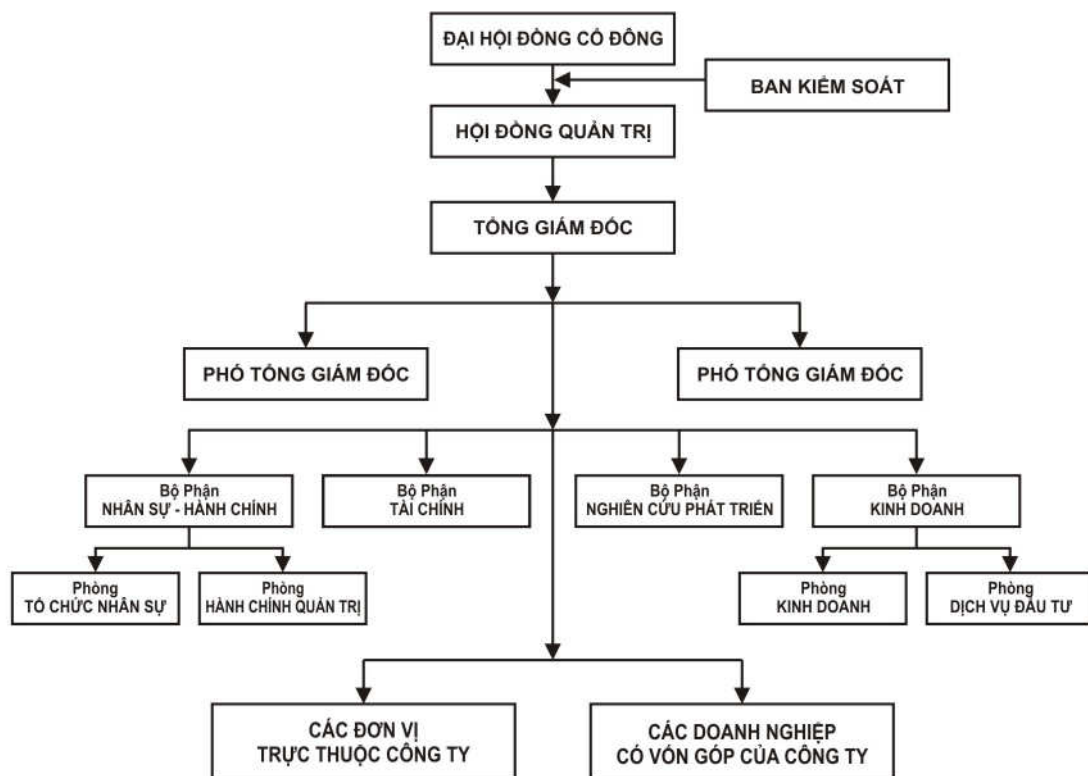 ĐẠI HỘI ĐỒNG CỔ ĐÔNG
BAN KIỂM SOÁT
HỘI ĐỒNG QUẢN TRỊ
TỔNG GIÁM ĐỐC
PHÓ TỔNG GIÁM ĐỐC
PHÓ TỔNG GIÁM ĐỐC
Bộ Phận
NHÂN SỰ - HÀNH CHÍNH
Bộ Phận
TÀI CHÍNH
Bộ Phận
NGHIÊN CỨU PHÁT TRIỂN
Bộ Phận
KINH DOANH
Phòng
TỔ CHỨC NHÂN SỰ
Phòng
HÀNH CHÍNH QUẢN TRỊ
Phòng
KINH DOANH
Phòng
DỊCH VỤ ĐẦU TƯ
CÁC ĐƠN VỊ
TRỰC THUỘC CÔNG TY
CÁC DOANH NGHIỆP
CÓ VỐN GÓP CỦA CÔNG TY